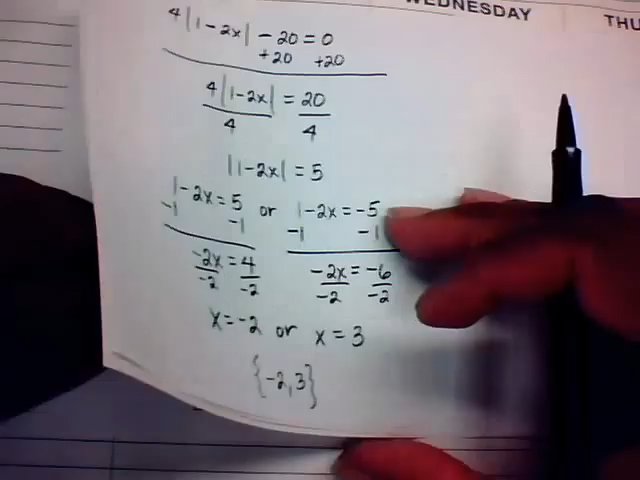 WEDNESDAY
THU
4|1-2x| - 20 = 0
+20 +20
4|1-2x| = 20
4 4
|1-2x| = 5
1-2x = 5 or 1-2x = -5
-1 -1 -1 -1
-2x = 4 -2x = -6
-2 -2 -2 -2
x = -2 or x = 3
{-2, 3}